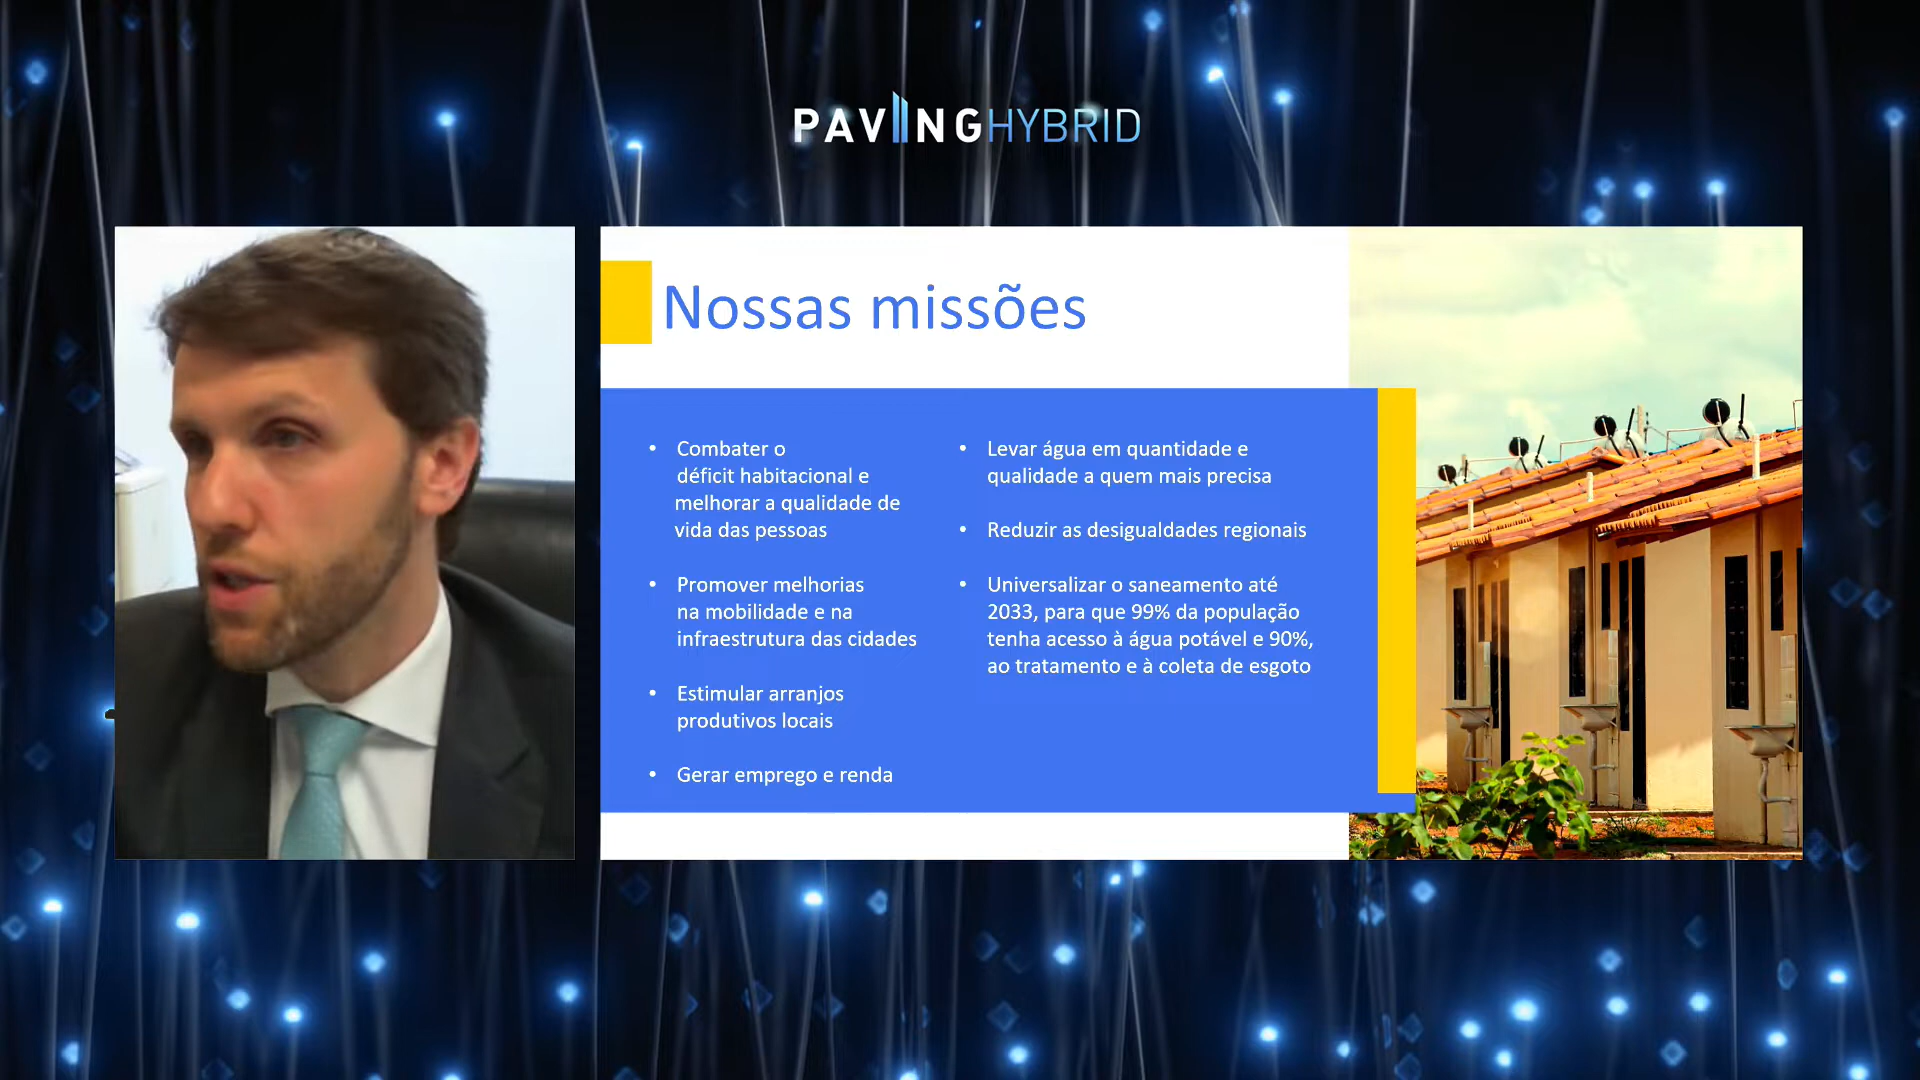 PAVING HYBRID
Nossas missões
• Combater o
déficit habitacional e
melhorar a qualidade de
vida das pessoas
• Promover melhorias
na mobilidade e na
infraestrutura das cidades
• Estimular arranjos
produtivos locais
• Gerar emprego e renda
• Levar água em quantidade e
qualidade a quem mais precisa
• Reduzir as desigualdades regionais
• Universalizar o saneamento até
2033, para que 99% da população
tenha acesso à água potável e 90%,
ao tratamento e à coleta de esgoto